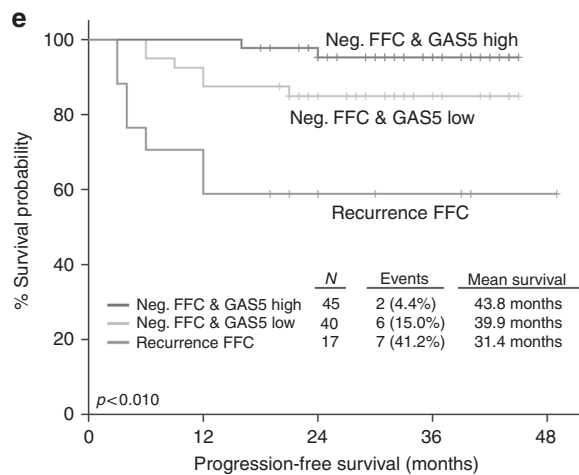 e
100
80
60
40
20
0
% Survival probability
Neg. FFC & GAS5 high
Neg. FFC & GAS5 low
Recurrence FFC
N Events Mean survival
Neg. FFC & GAS5 high 45 2 (4.4%) 43.8 months
Neg. FFC & GAS5 low 40 6 (15.0%) 39.9 months
Recurrence FFC 17 7 (41.2%) 31.4 months
p<0.010
0 12 24 36 48
Progression-free survival (months)